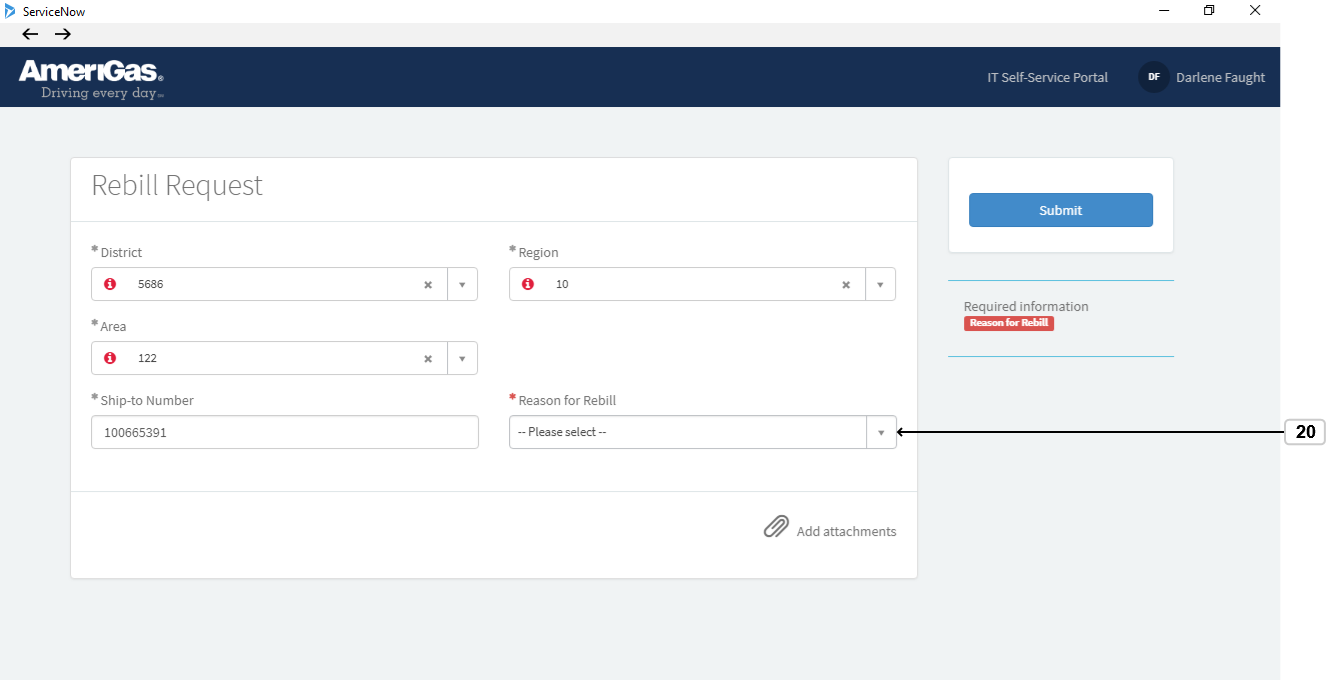 ServiceNow
AmeriGas®
Driving every day℠
IT Self-Service Portal
DF
Darlene Faught
Rebill Request
Submit
* District
* Region
5686
10
Required information
Reason for Rebill
* Area
122
* Ship-to Number
* Reason for Rebill
100665391
-- Please select --
20
Add attachments